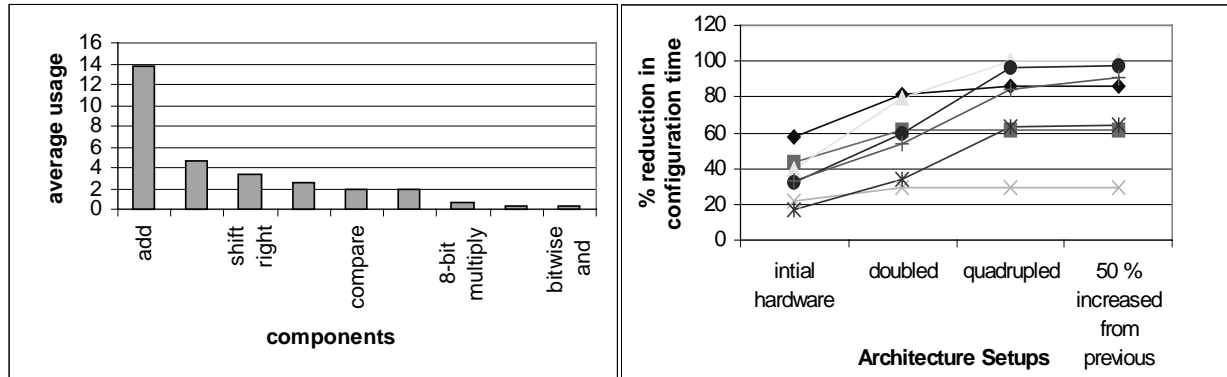 average usage
16
14
12
10
8
6
4
2
0
add
shift
right
compare
8-bit
multiply
bitwise
and
components
% reduction in
configuration time
120
100
80
60
40
20
0
intial
hardware
doubled
quadrupled
50 %
increased
from
previous
Architecture Setups